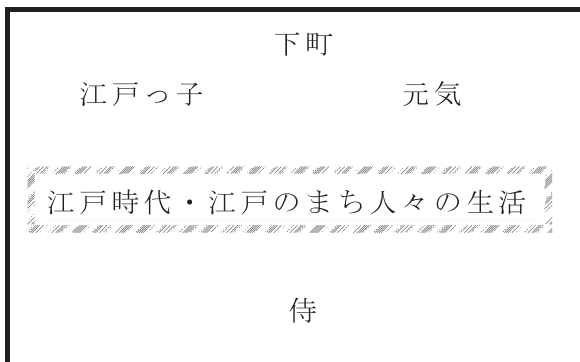 下町
江戸っ子　元気
江戸時代・江戸のまち人々の生活
侍